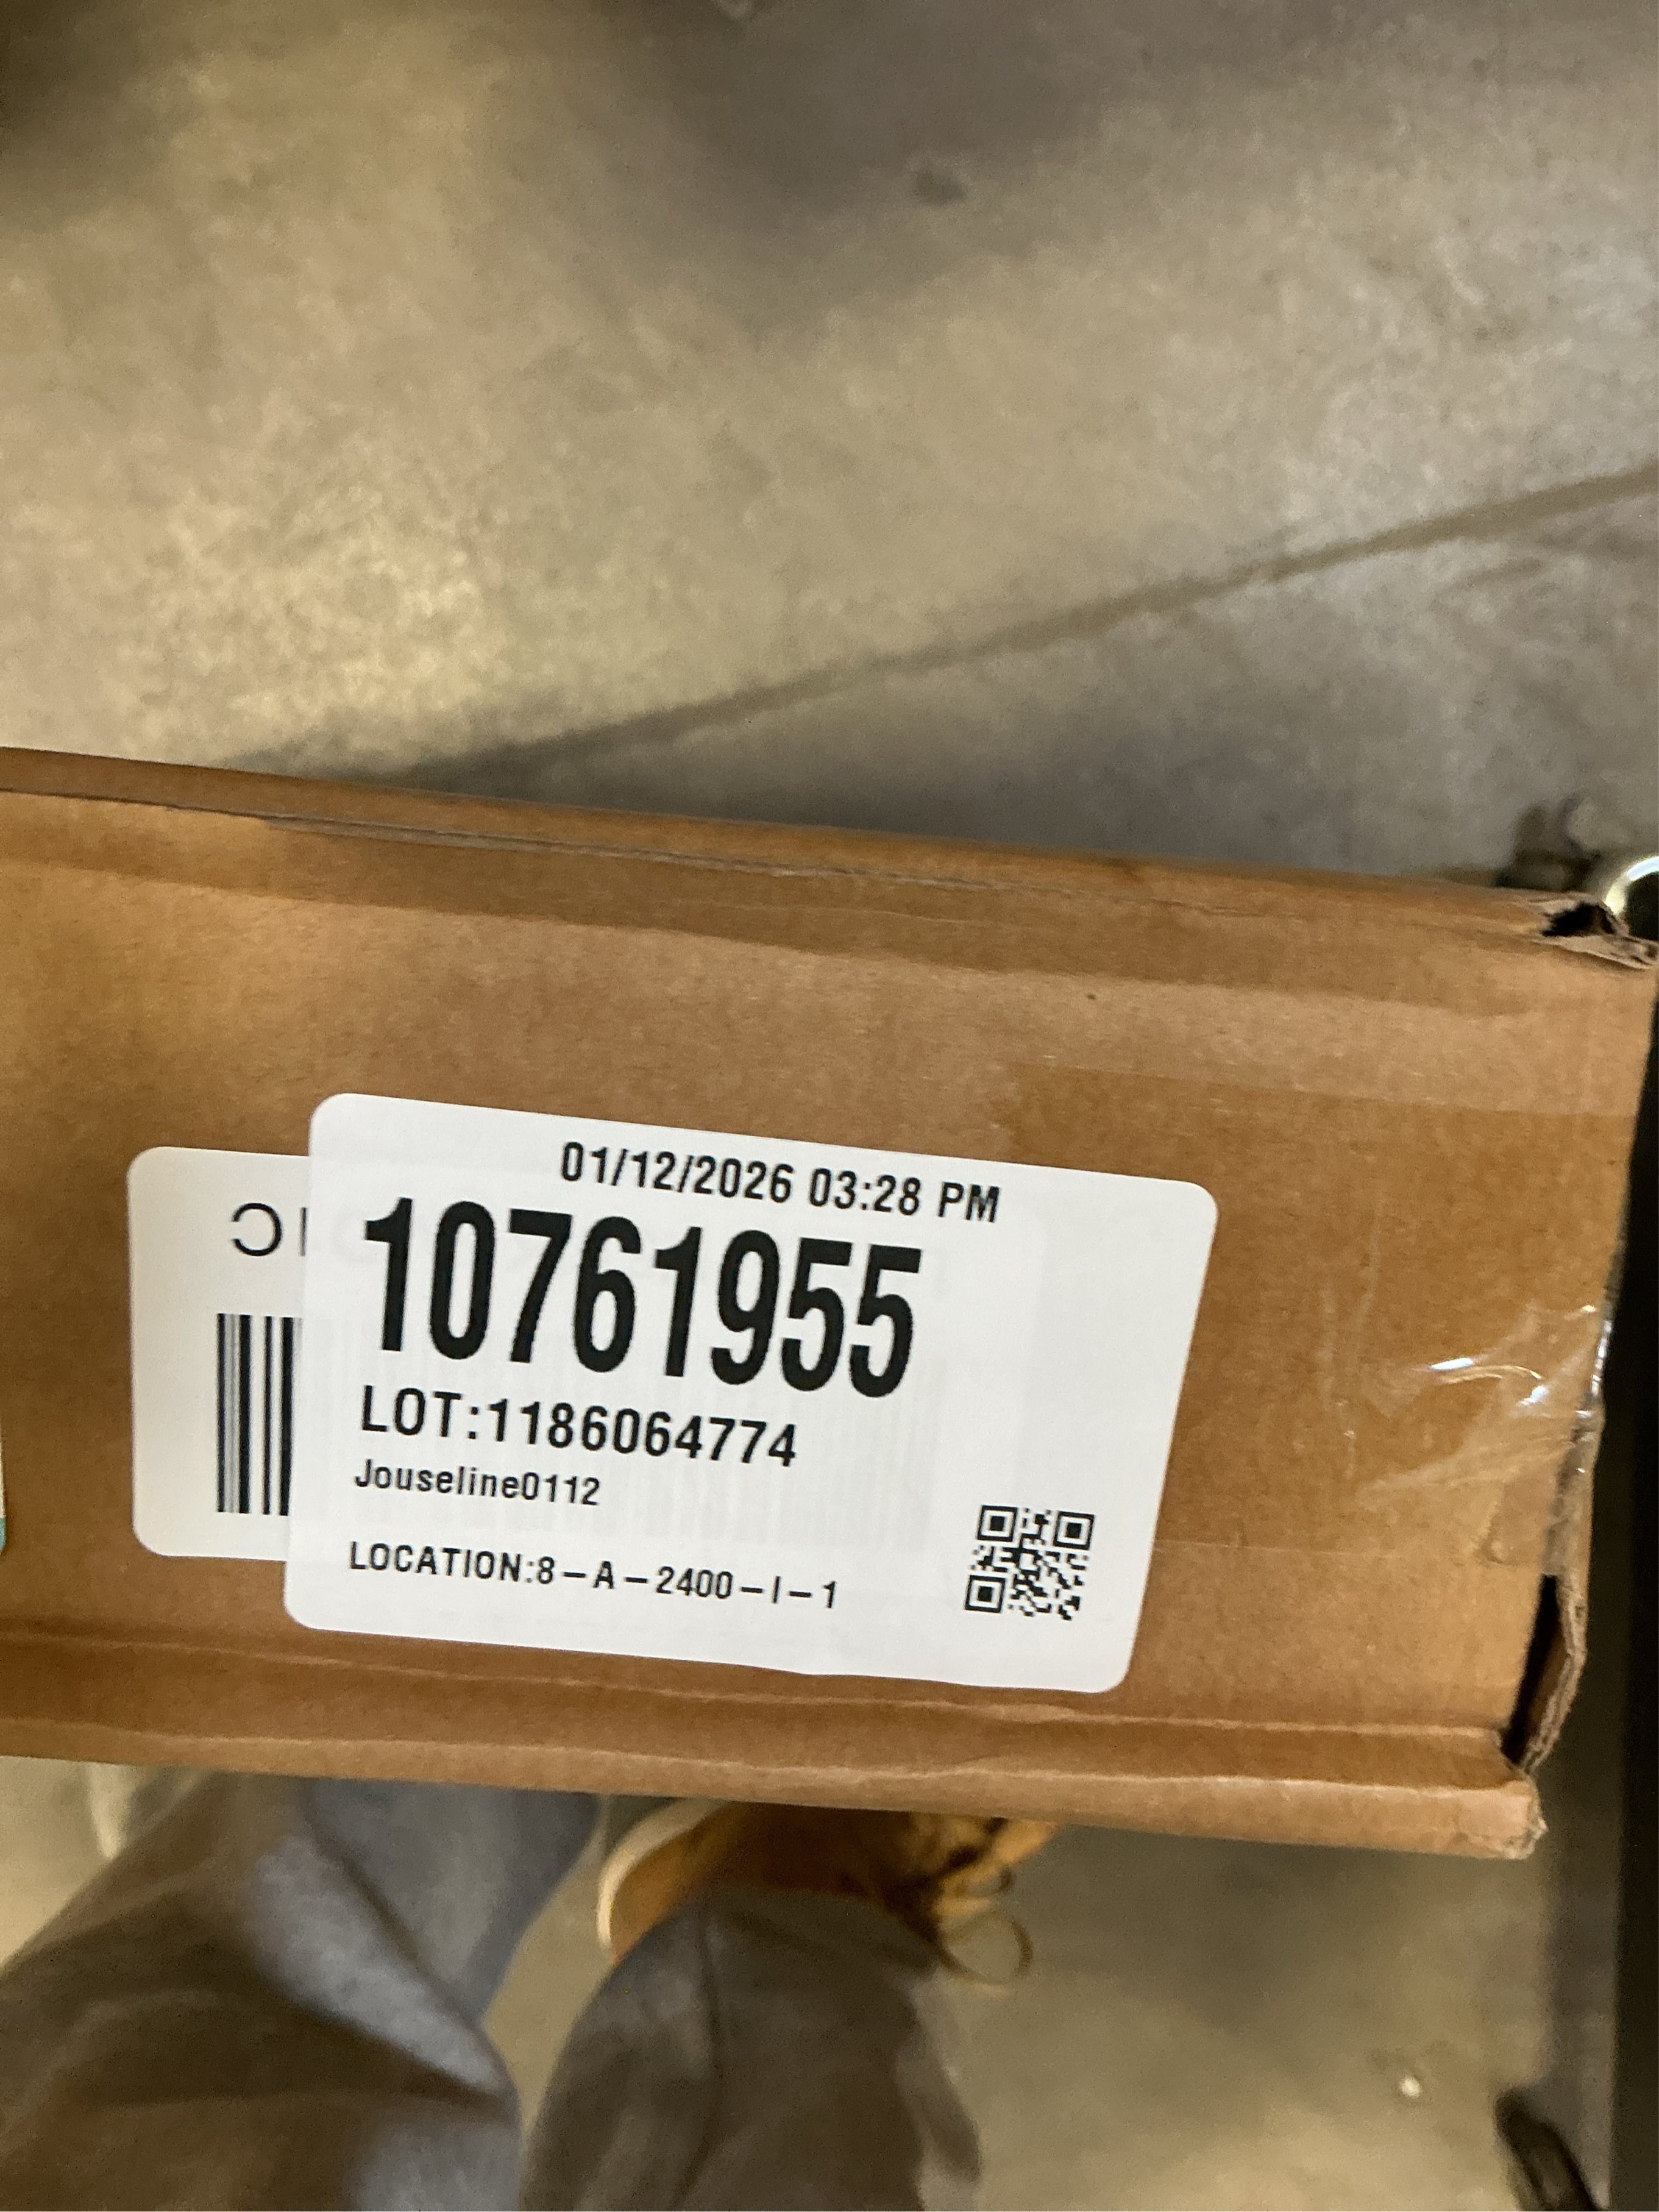 01/12/2026 03:28 PM
10761955
LOT:1186064774
Jouseline0112
LOCATION:8-A-2400-I-1